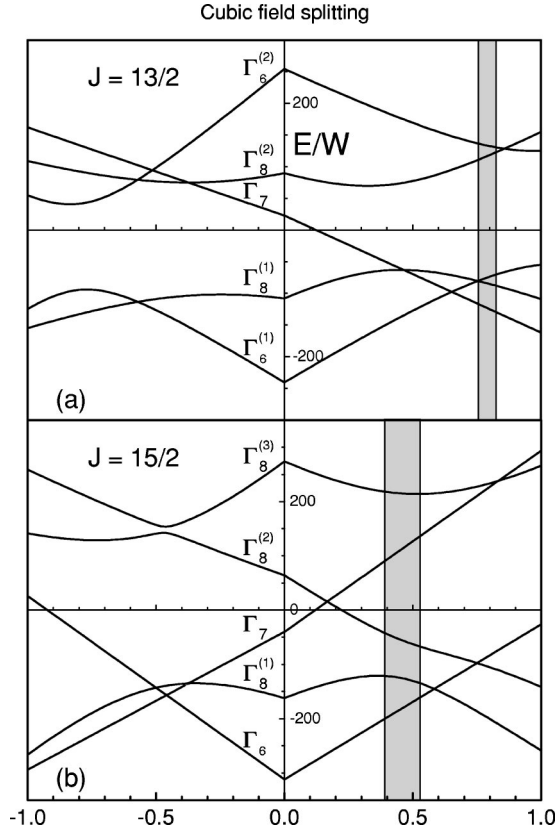 Cubic field splitting
J = 13/2
Γ₆⁽²⁾
200
E/W
Γ₈⁽²⁾
Γ₇
Γ₈⁽¹⁾
-200
Γ₆⁽¹⁾
(a)
J = 15/2
Γ₈⁽³⁾
200
Γ₈⁽²⁾
0
Γ₇
Γ₈⁽¹⁾
-200
Γ₆
(b)
-1.0 -0.5 0.0 0.5 1.0